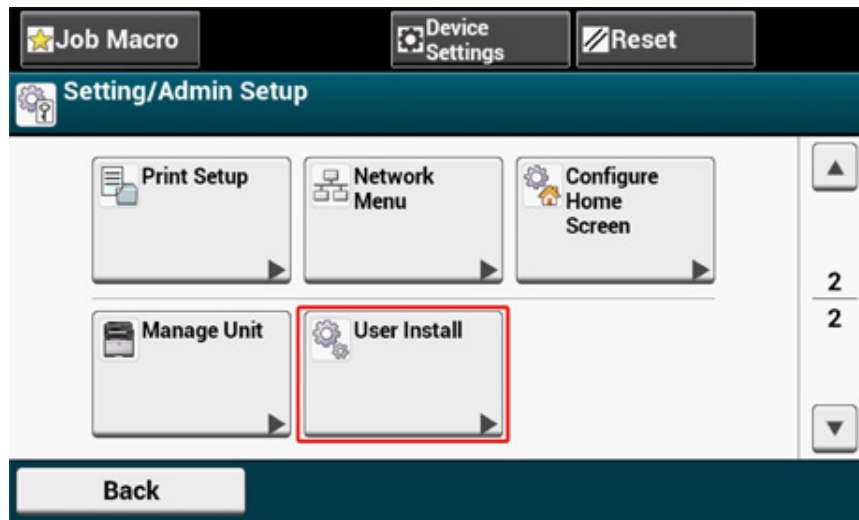 Job Macro
Device
Settings
Reset
Setting/Admin Setup
Print Setup
Network
Menu
Configure
Home
Screen
2
2
Manage Unit
User Install
Back